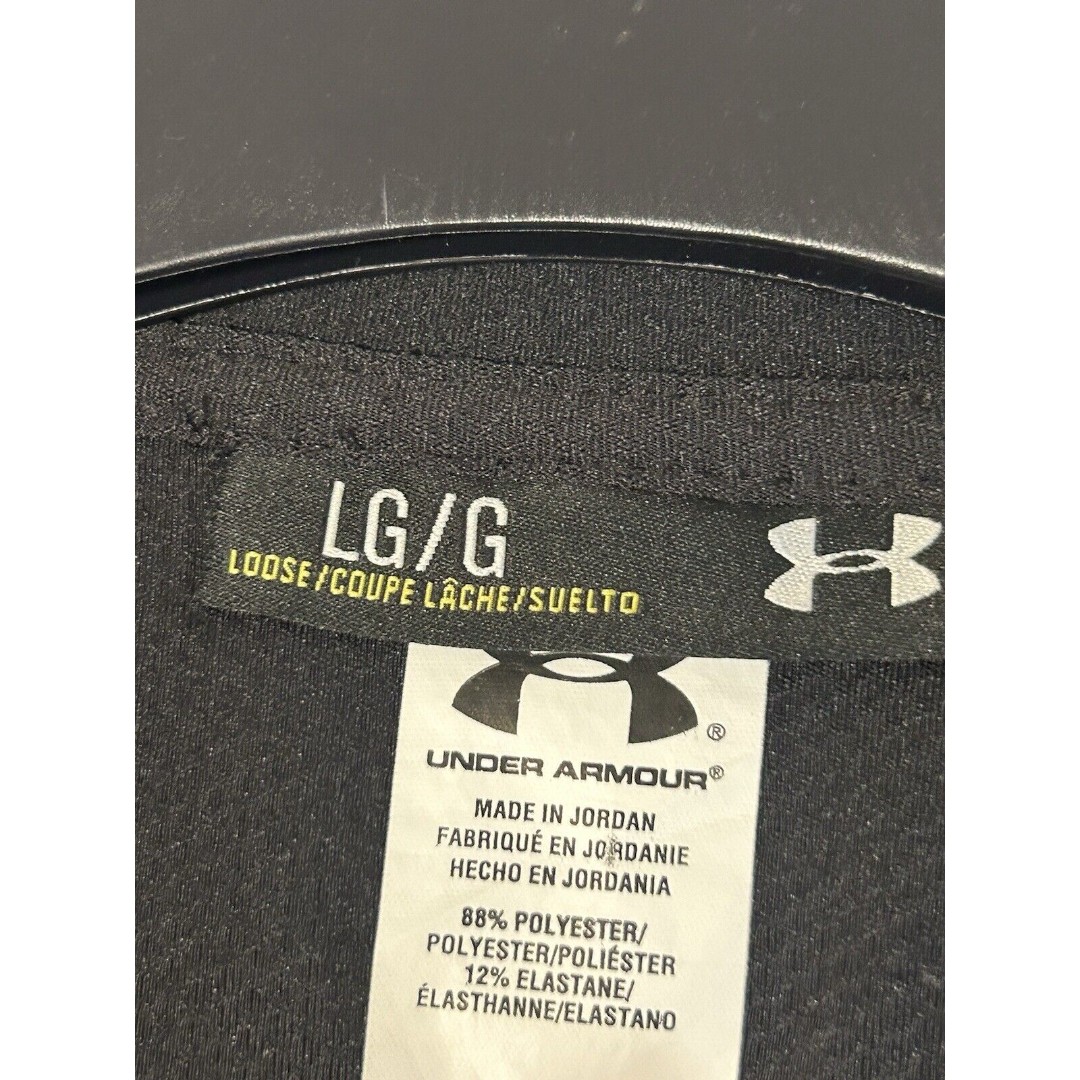 LG/G
LOOSE/COUPE LÂCHE/SUELTO
®
UNDER ARMOUR®
MADE IN JORDAN
FABRIQUÉ EN JORDANIE
HECHO EN JORDANIA
88% POLYESTER/
POLYESTER/POLIÉSTER
12% ELASTANE/
ÉLASTHANNE/ELASTANO